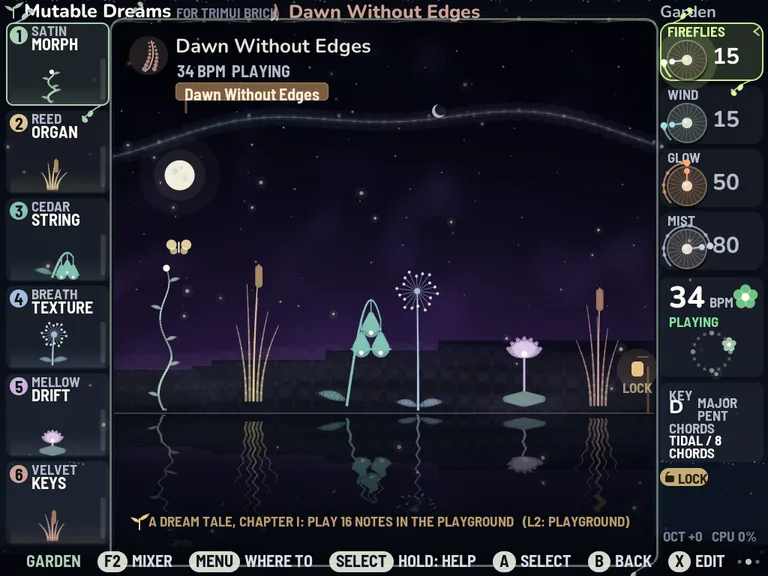 Mutable Dreams FOR TRIMUI BRICK Dawn Without Edges Garden
1 SATIN MORPH
2 REED ORGAN
3 CEDAR STRING
4 BREATH TEXTURE
5 MELLOW DRIFT
6 VELVET KEYS
Dawn Without Edges
34 BPM PLAYING
Dawn Without Edges
LOCK
A DREAM TALE, CHAPTER I: PLAY 16 NOTES IN THE PLAYGROUND (L2: PLAYGROUND)
FIREFLIES <
15
WIND
15
GLOW
50
MIST
80
34 BPM
PLAYING
KEY
D MAJOR PENT
CHORDS
TIDAL / 8
CHORDS
LOCK
OCT +0 CPU 0%
GARDEN F2 MIXER MENU WHERE TO SELECT HOLD: HELP A SELECT B BACK X EDIT